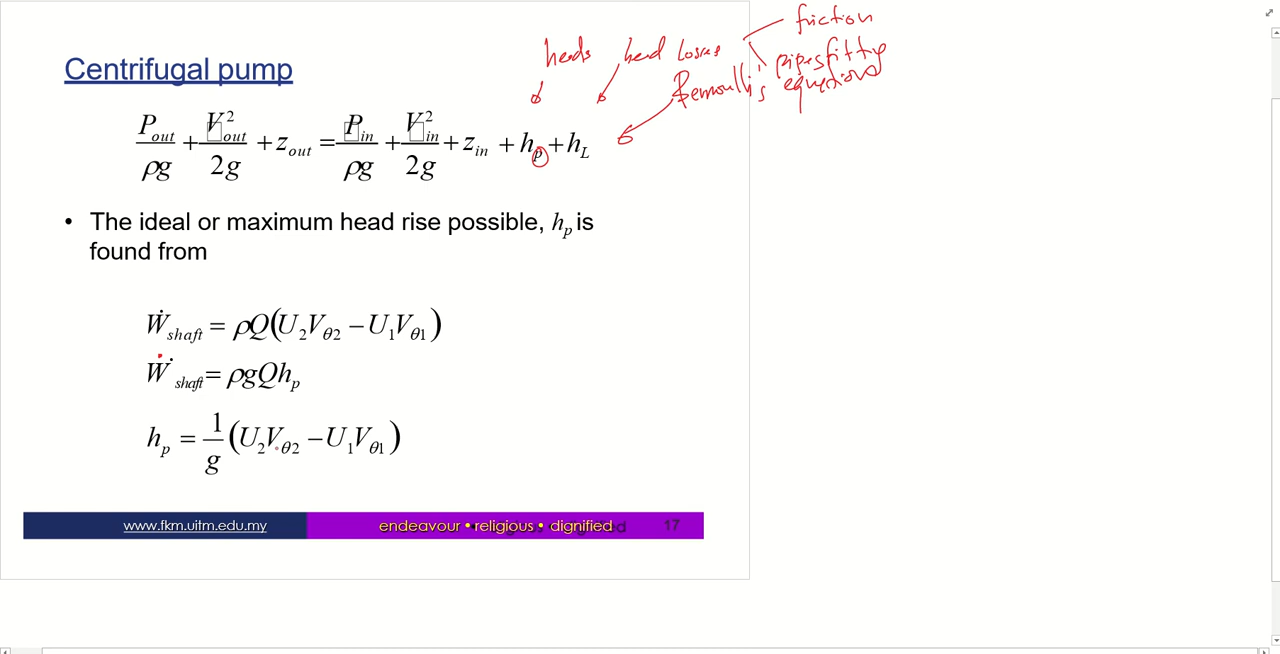 friction
heads head losses
pipes fitting
Bernoulli's equations
Centrifugal pump
P_out/ρg + V²_out/2g + z_out = P_in/ρg + V²_in/2g + z_in + h_p + h_L
• The ideal or maximum head rise possible, h_p is
found from
Ẇ_shaft = ρQ(U₂V_θ2 − U₁V_θ1)
Ẇ_shaft = ρgQh_p
h_p = 1/g (U₂V_θ2 − U₁V_θ1)
www.fkm.uitm.edu.my endeavour • religious • dignified 17